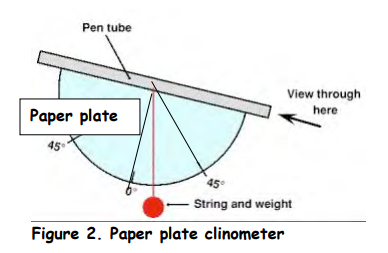 Pen tube
View through
here
Paper plate
45°
0°
45°
String and weight
Figure 2. Paper plate clinometer